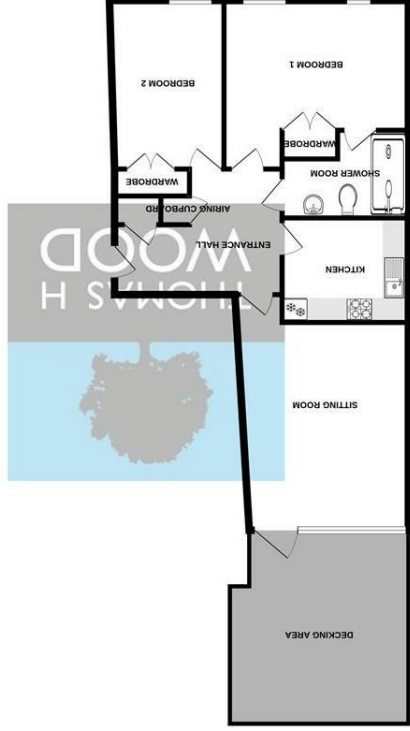 DECKING AREA
SITTING ROOM
KITCHEN
ENTRANCE HALL
THOMAS H
WOOD
AIRING CUPBOARD
SHOWER ROOM
WARDROBE
WARDROBE
BEDROOM 1
BEDROOM 2